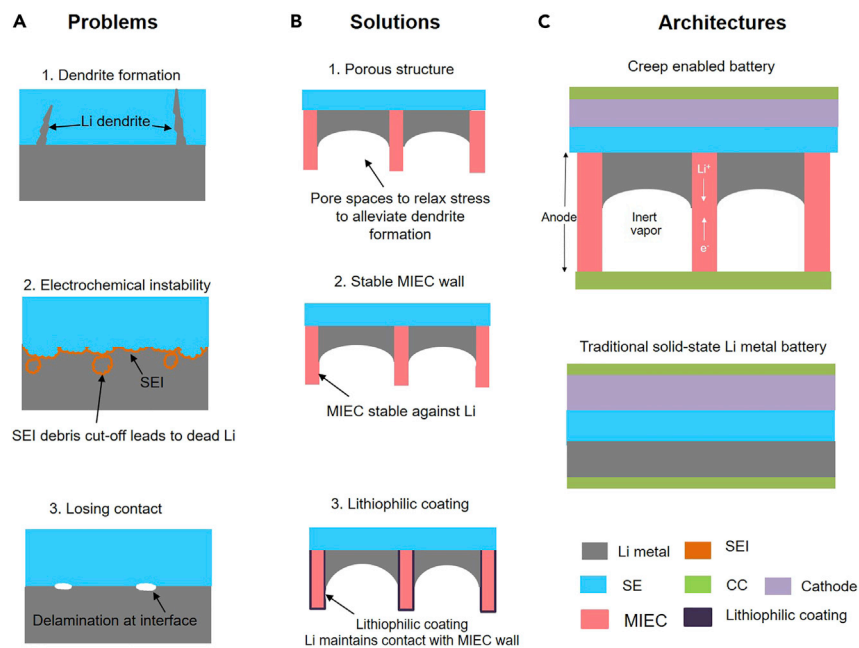 A Problems
1. Dendrite formation
Li dendrite
2. Electrochemical instability
SEI
SEI debris cut-off leads to dead Li
3. Losing contact
Delamination at interface
B Solutions
1. Porous structure
Pore spaces to relax stress
to alleviate dendrite
formation
2. Stable MIEC wall
MIEC stable against Li
3. Lithiophilic coating
Lithiophilic coating
Li maintains contact with MIEC wall
C Architectures
Creep enabled battery
Anode
Inert
vapor
Li⁺
e⁻
Traditional solid-state Li metal battery
Li metal
SEI
SE
CC
Cathode
MIEC
Lithiophilic coating